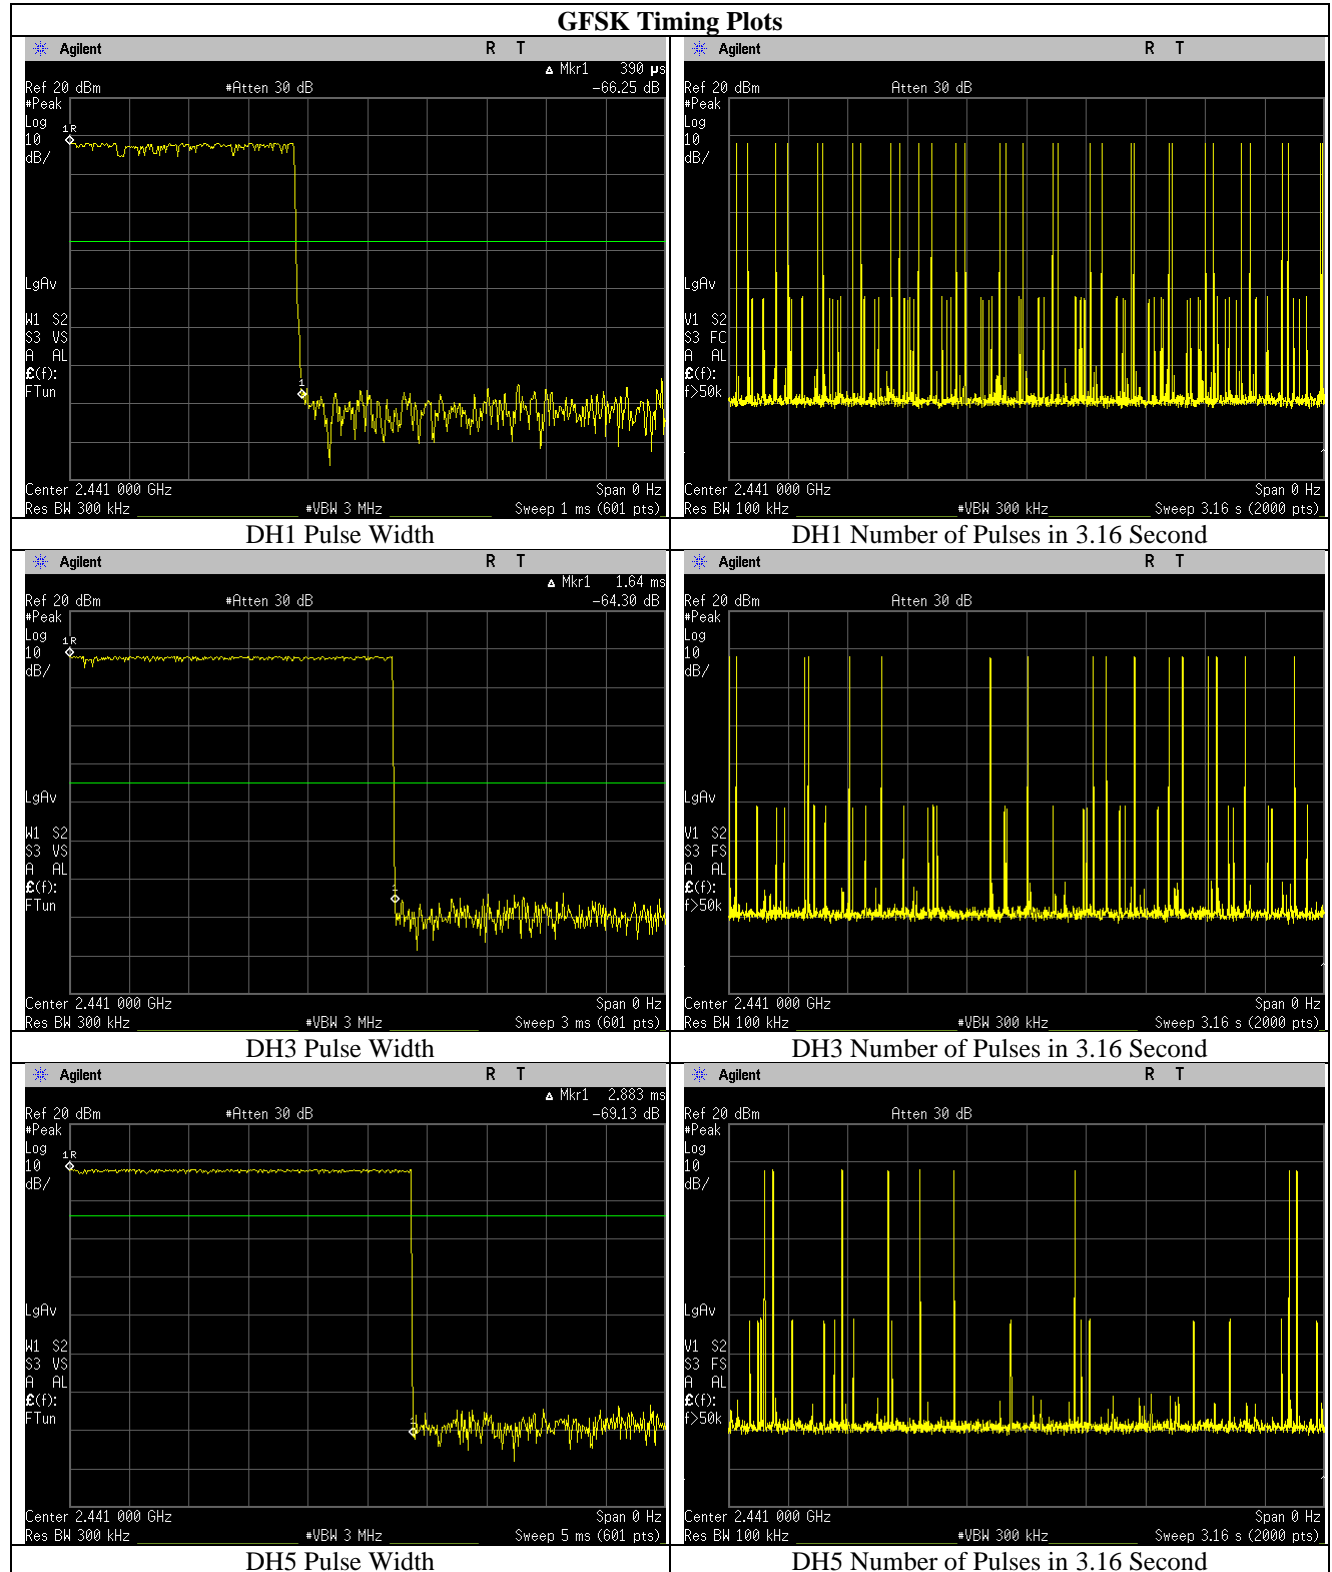 GFSK Timing Plots
Agilent R T
Δ Mkr1 390 µs
Ref 20 dBm #Atten 30 dB -66.25 dB
#Peak
Log
10
dB/
1R
LgAv
W1 S2
S3 VS
A AL
£(f):
FTun
1
Center 2.441 000 GHz Span 0 Hz
Res BW 300 kHz #VBW 3 MHz Sweep 1 ms (601 pts)
DH1 Pulse Width
Agilent R T
Ref 20 dBm Atten 30 dB
#Peak
Log
10
dB/
LgAv
V1 S2
S3 FC
A AL
£(f):
f>50k
Center 2.441 000 GHz Span 0 Hz
Res BW 100 kHz #VBW 300 kHz Sweep 3.16 s (2000 pts)
DH1 Number of Pulses in 3.16 Second
Agilent R T
Δ Mkr1 1.64 ms
Ref 20 dBm #Atten 30 dB -64.30 dB
#Peak
Log
10
dB/
1R
LgAv
W1 S2
S3 VS
A AL
£(f):
FTun
1
Center 2.441 000 GHz Span 0 Hz
Res BW 300 kHz #VBW 3 MHz Sweep 3 ms (601 pts)
DH3 Pulse Width
Agilent R T
Ref 20 dBm Atten 30 dB
#Peak
Log
10
dB/
LgAv
V1 S2
S3 FS
A AL
£(f):
f>50k
Center 2.441 000 GHz Span 0 Hz
Res BW 100 kHz #VBW 300 kHz Sweep 3.16 s (2000 pts)
DH3 Number of Pulses in 3.16 Second
Agilent R T
Δ Mkr1 2.883 ms
Ref 20 dBm #Atten 30 dB -69.13 dB
#Peak
Log
10
dB/
1R
LgAv
W1 S2
S3 VS
A AL
£(f):
FTun
1
Center 2.441 000 GHz Span 0 Hz
Res BW 300 kHz #VBW 3 MHz Sweep 5 ms (601 pts)
DH5 Pulse Width
Agilent R T
Ref 20 dBm Atten 30 dB
#Peak
Log
10
dB/
LgAv
V1 S2
S3 FS
A AL
£(f):
f>50k
Center 2.441 000 GHz Span 0 Hz
Res BW 100 kHz #VBW 300 kHz Sweep 3.16 s (2000 pts)
DH5 Number of Pulses in 3.16 Second